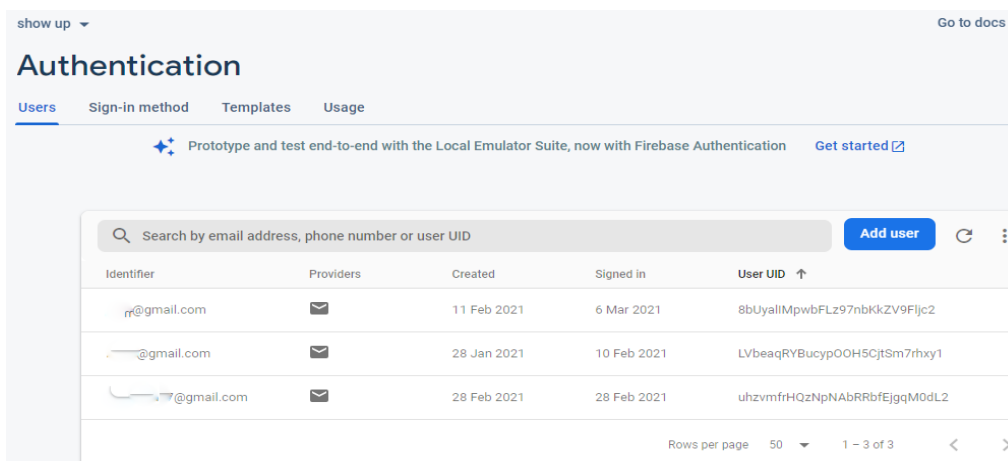 show up Go to docs
Authentication
Users Sign-in method Templates Usage
Prototype and test end-to-end with the Local Emulator Suite, now with Firebase Authentication Get started
Search by email address, phone number or user UID Add user
Identifier Providers Created Signed in User UID
@gmail.com 11 Feb 2021 6 Mar 2021 8bUyalIMpwbFLz97nbKkZV9Fljc2
@gmail.com 28 Jan 2021 10 Feb 2021 LVbeaqRYBucypOOH5CjtSm7rhxy1
@gmail.com 28 Feb 2021 28 Feb 2021 uhzvmfrHQzNpNAbRRbfEjgqM0dL2
Rows per page 50 1 – 3 of 3